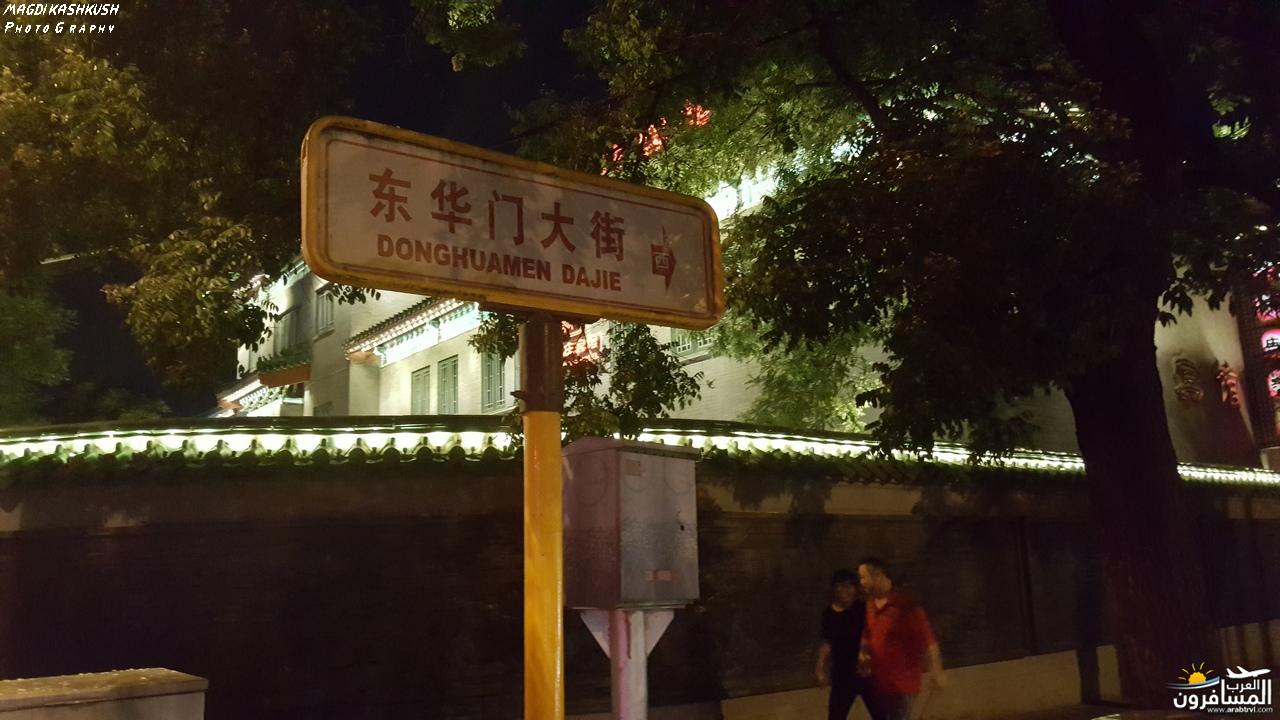 MAGDI KASHKUSH
PHOTOGRAPHY
东华门大街
DONGHUAMEN DAJIE
西
العرب
المسافرون
www.arabtrvl.com